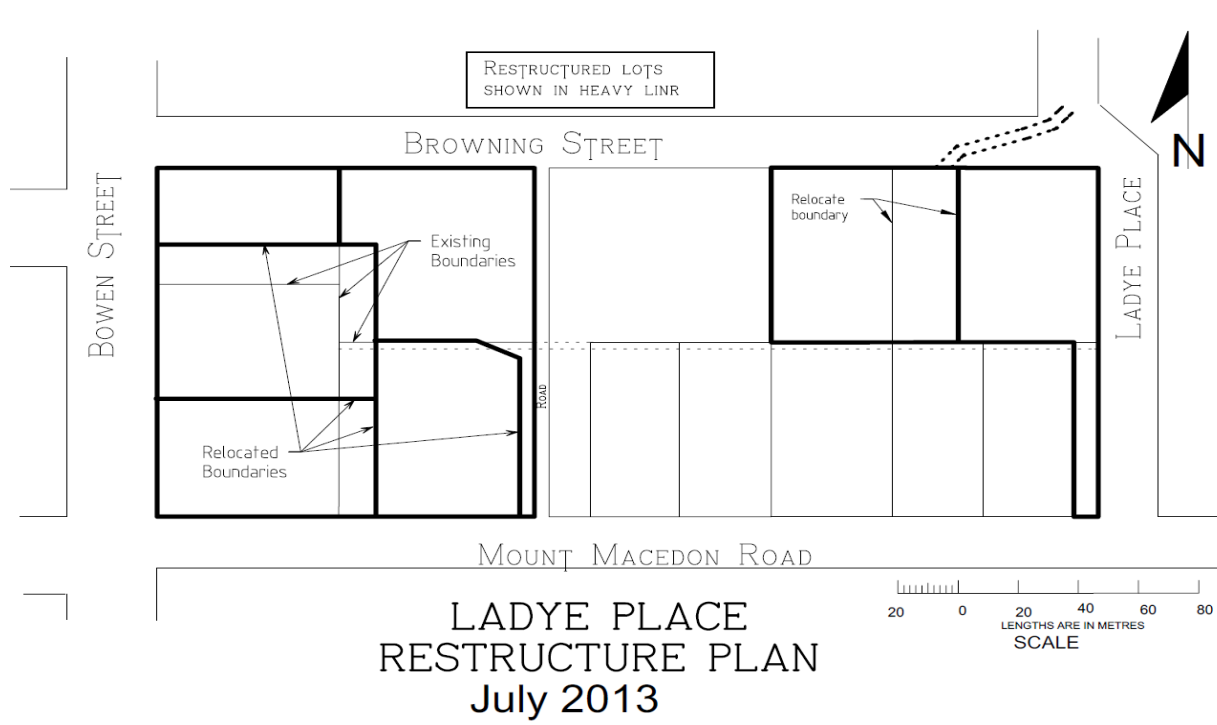 RESTRUCTURED LOTS
SHOWN IN HEAVY LINR
BROWNING STREET
N
BOWEN STREET
LADYE PLACE
Relocate
boundary
Existing
Boundaries
ROAD
Relocated
Boundaries
MOUNT MACEDON ROAD
20 0 20 40 60 80
LENGTHS ARE IN METRES
SCALE
LADYE PLACE
RESTRUCTURE PLAN
July 2013